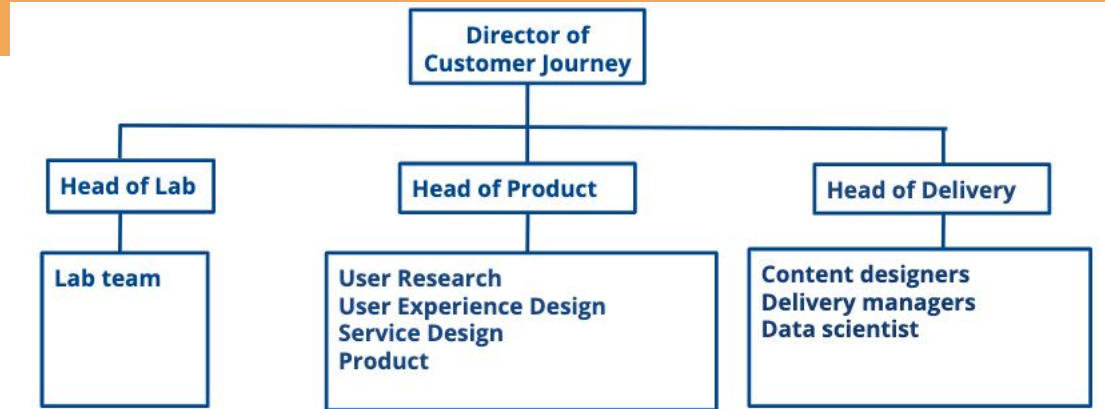 Director of
Customer Journey
Head of Lab
Head of Product
Head of Delivery
Lab team
User Research
User Experience Design
Service Design
Product
Content designers
Delivery managers
Data scientist